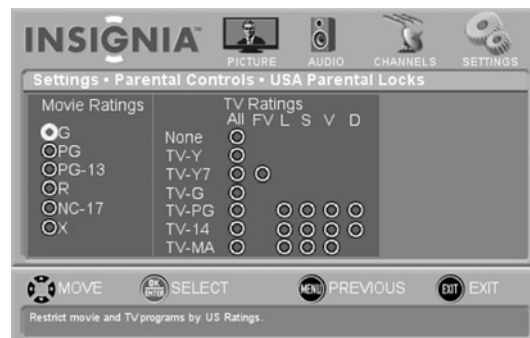 INSIGNIA™
PICTURE AUDIO CHANNELS SETTINGS
Settings • Parental Controls • USA Parental Locks
Movie Ratings
G
PG
PG-13
R
NC-17
X
TV Ratings
All FV L S V D
None
TV-Y
TV-Y7
TV-G
TV-PG
TV-14
TV-MA
MOVE OK ENTER SELECT MENU PREVIOUS EXIT EXIT
Restrict movie and TV programs by US Ratings.